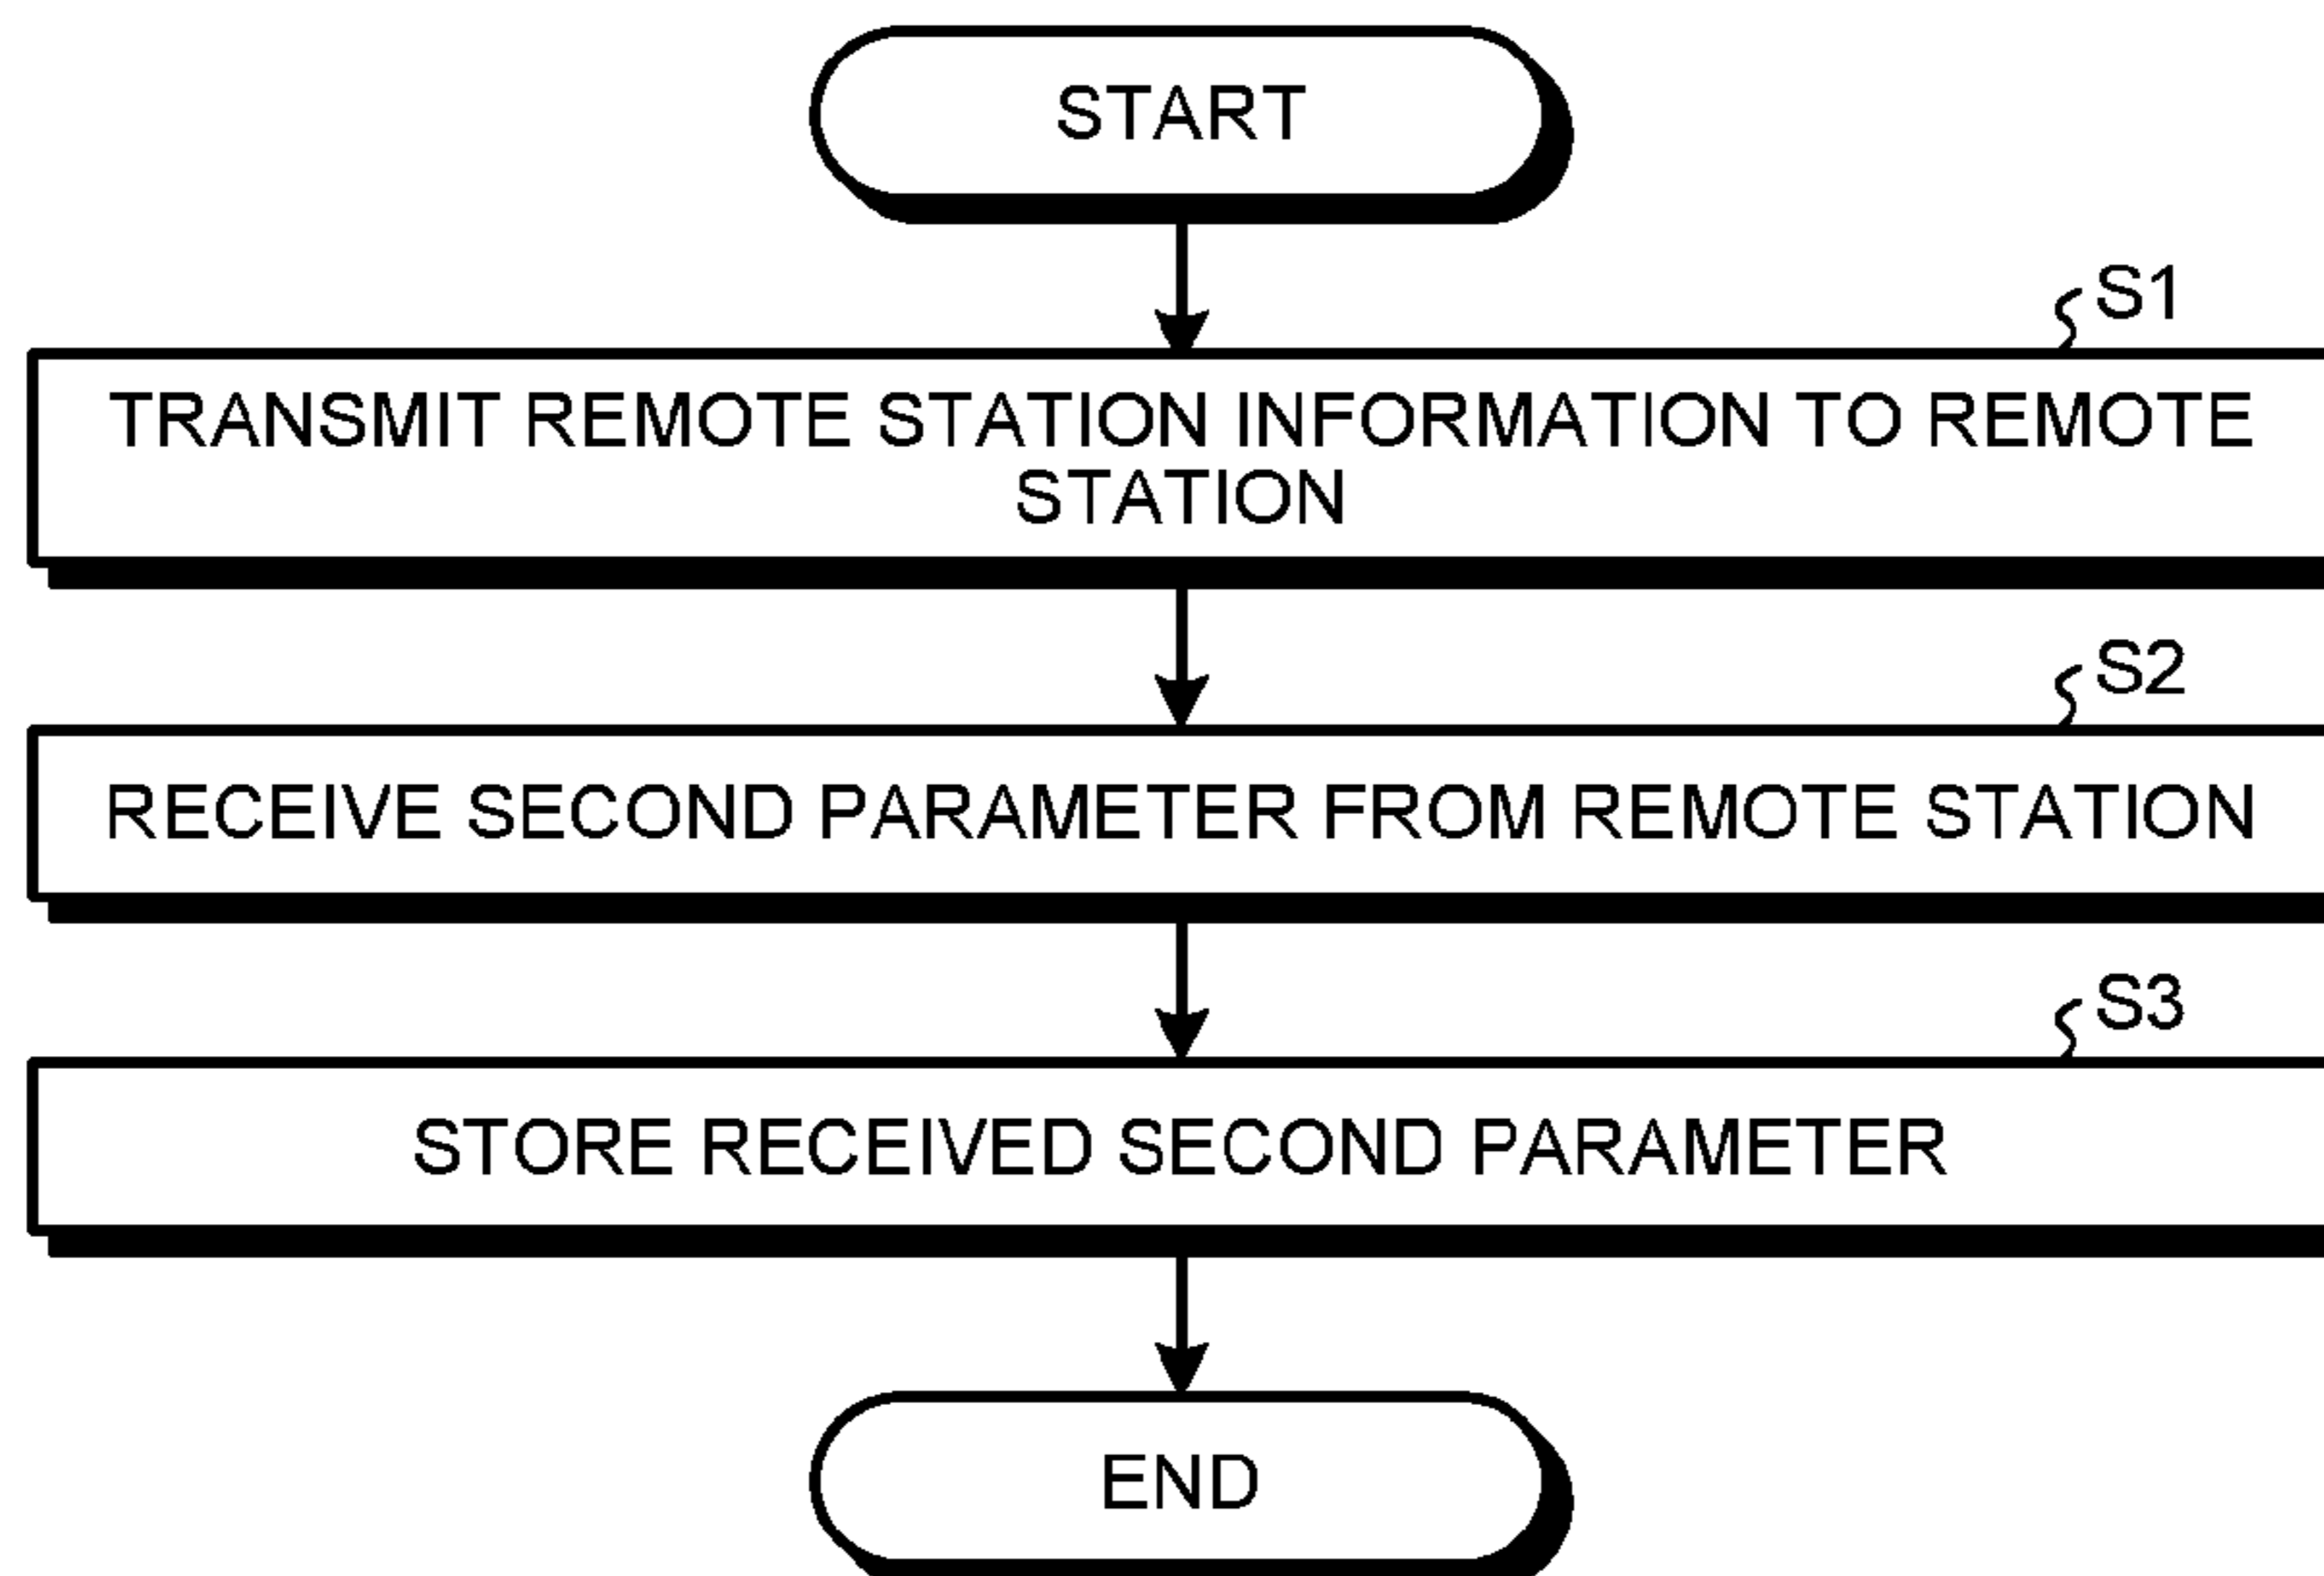 START
S1
TRANSMIT REMOTE STATION INFORMATION TO REMOTE
STATION
S2
RECEIVE SECOND PARAMETER FROM REMOTE STATION
S3
STORE RECEIVED SECOND PARAMETER
END